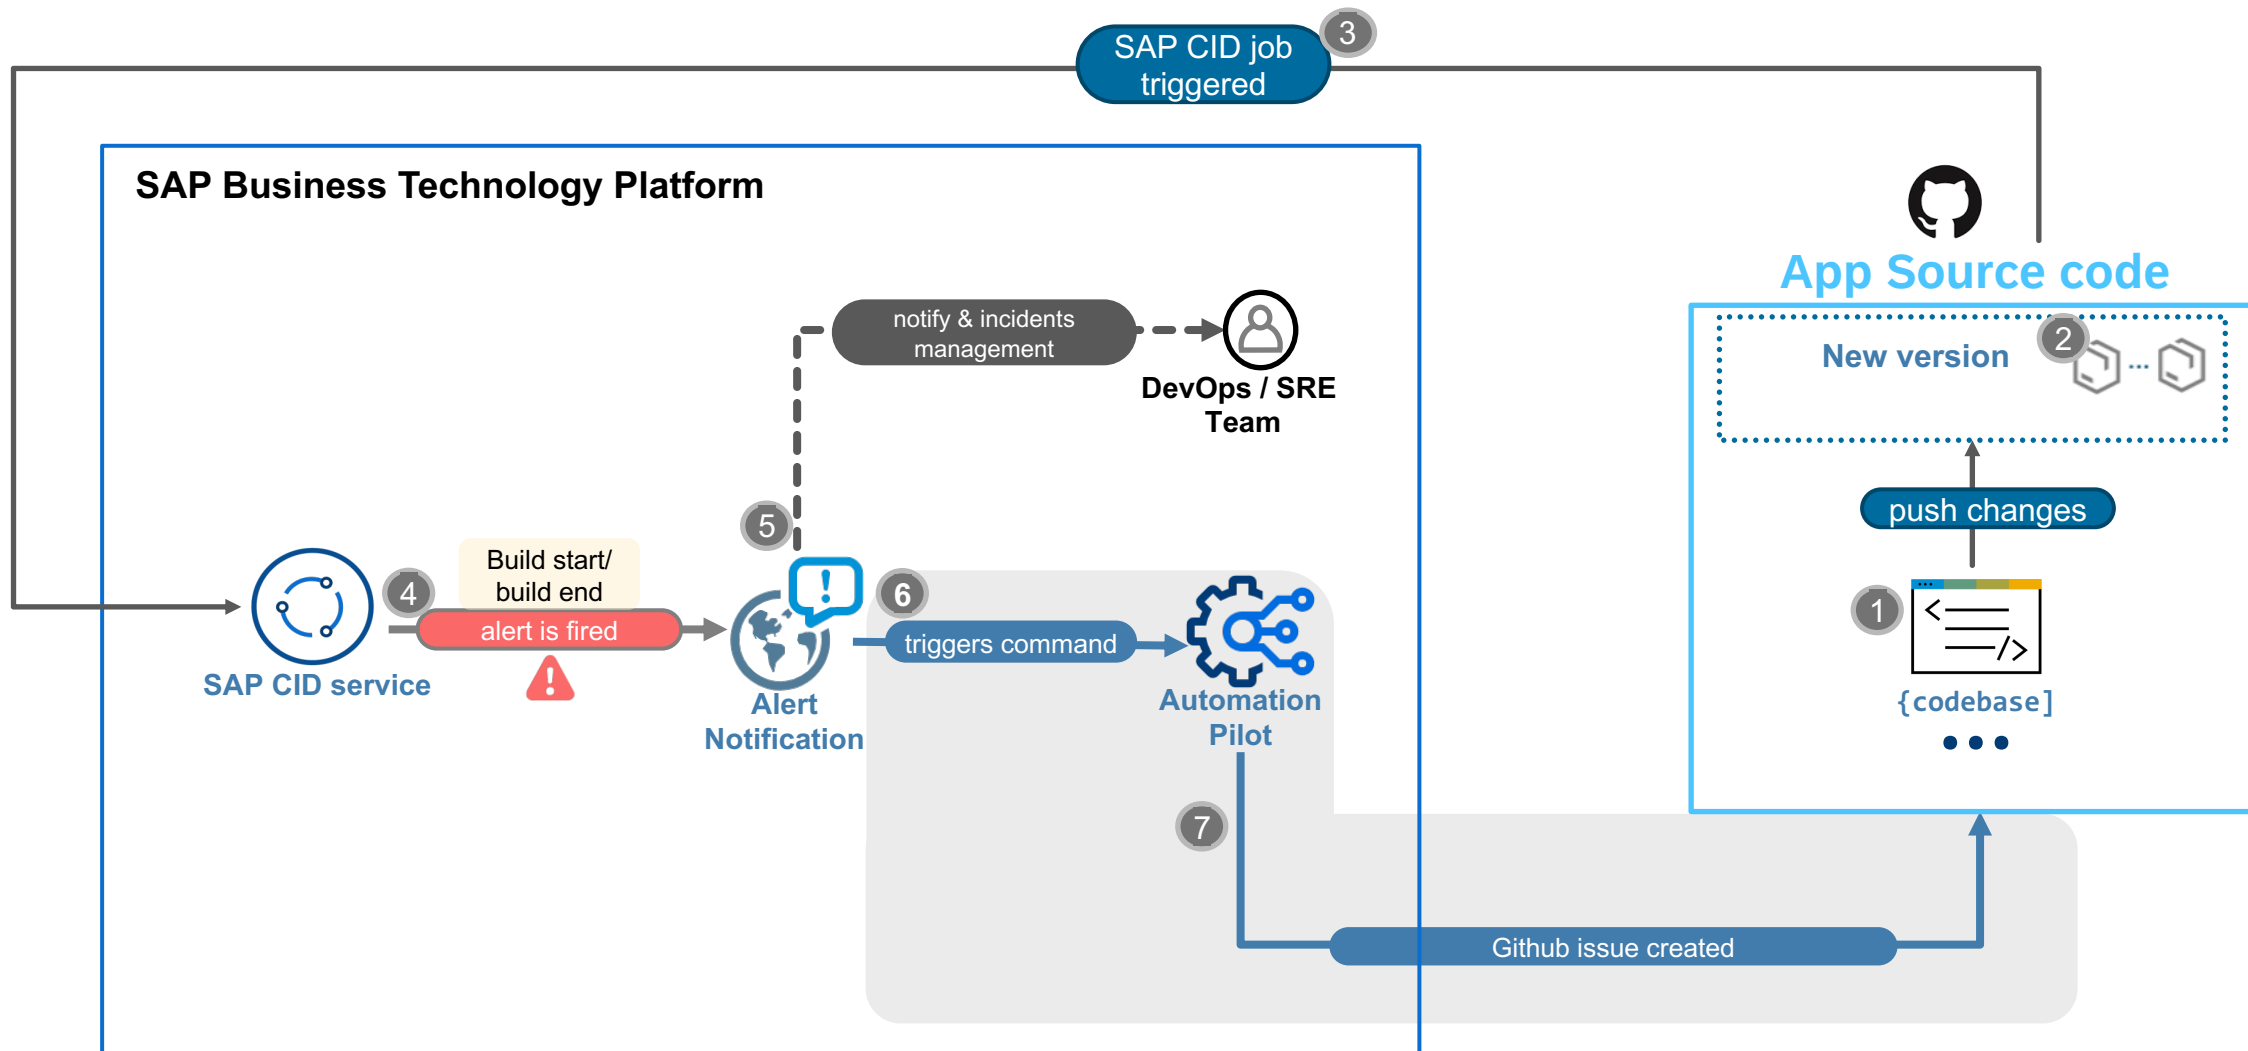 SAP CID job
triggered
3
SAP Business Technology Platform
App Source code
New version
2
...
push changes
1
< />
{codebase]
notify & incidents
management
DevOps / SRE
Team
5
4
Build start/
build end
alert is fired
!
SAP CID service
!
Alert
Notification
6
triggers command
Automation
Pilot
7
Github issue created